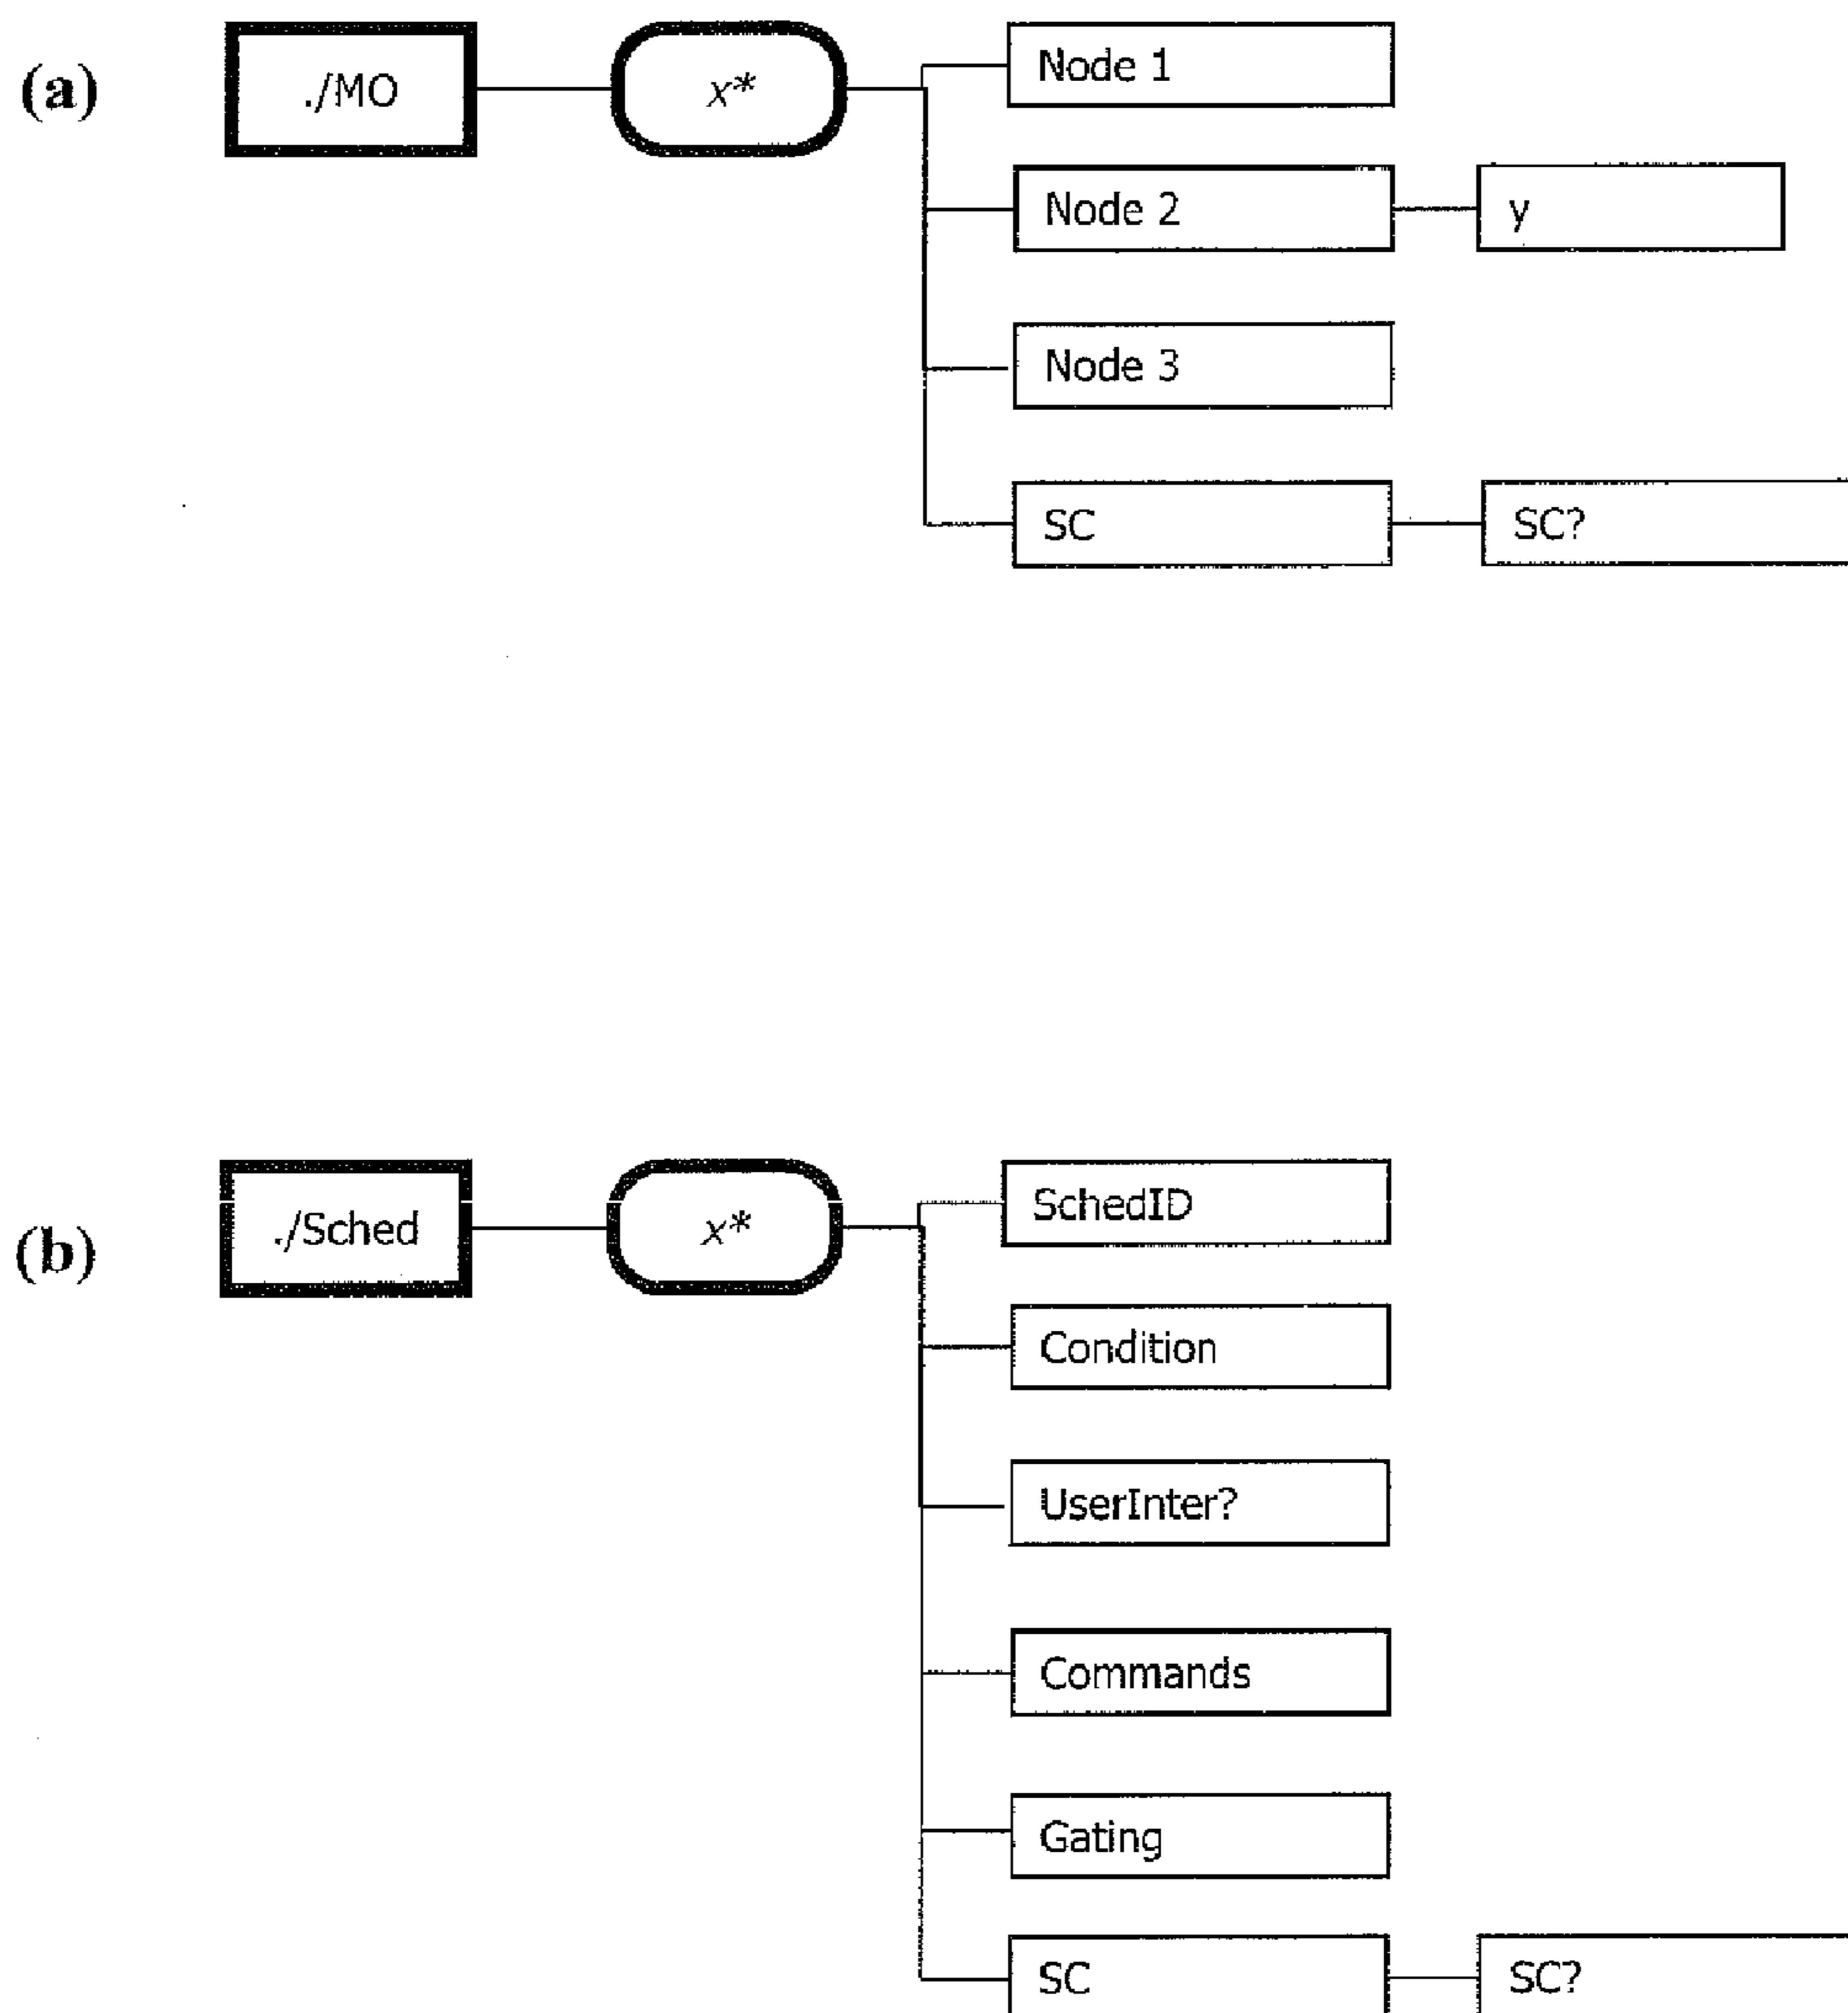 (a)
./MO
x*
Node 1
Node 2
y
Node 3
SC
SC?
(b)
./Sched
x*
SchedID
Condition
UserInter?
Commands
Gating
SC
SC?